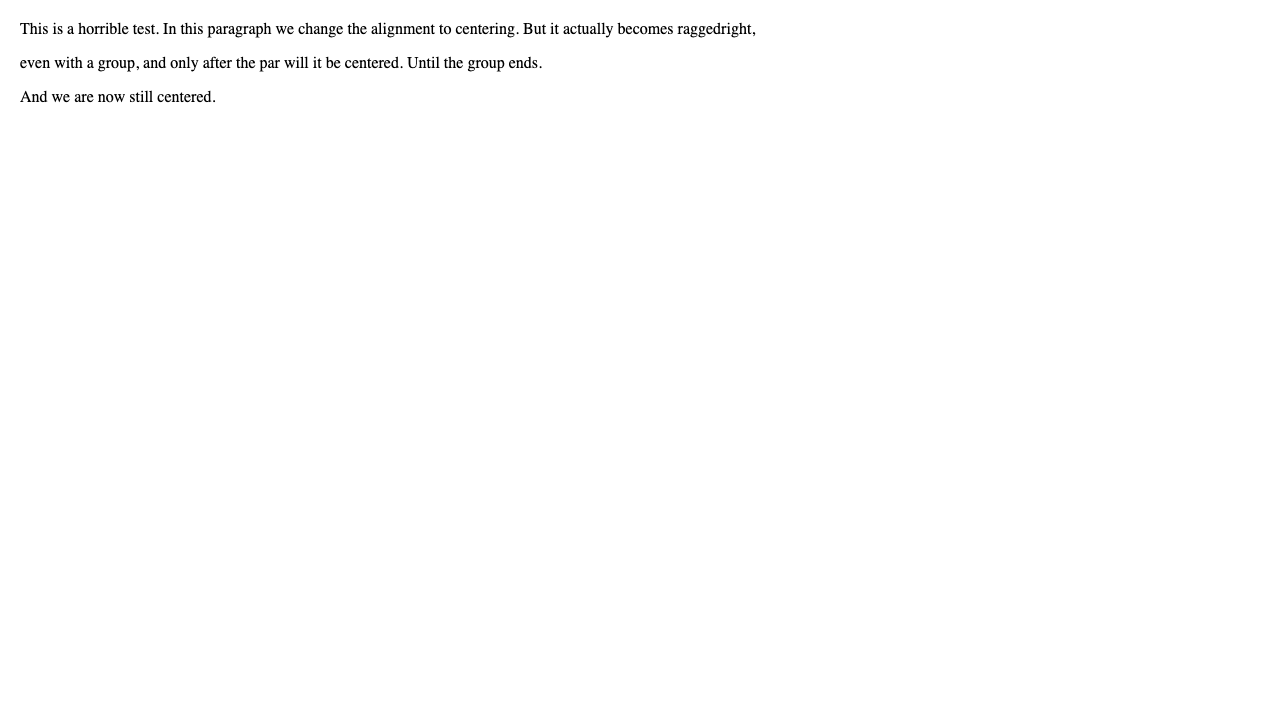 This is a horrible test. In this paragraph we change the alignment to centering. But it actually becomes raggedright,
even with a group, and only after the par will it be centered. Until the group ends.
And we are now still centered.